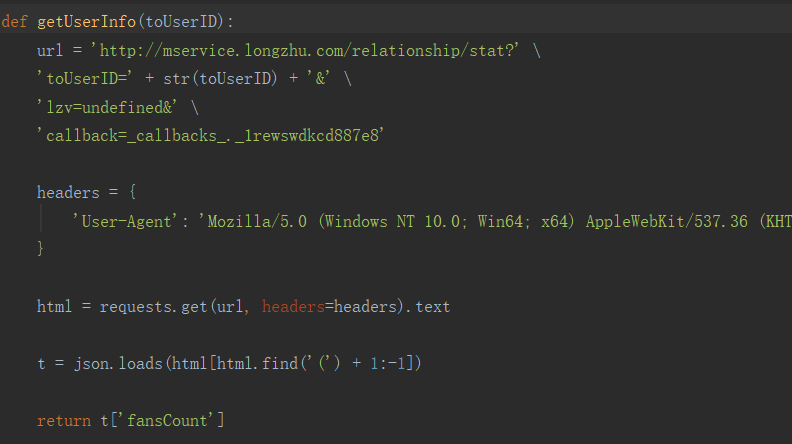 def getUserInfo(toUserID):
    url = 'http://mservice.longzhu.com/relationship/stat?' \
    'toUserID=' + str(toUserID) + '&' \
    'lzv=undefined&' \
    'callback=_callbacks_._1rewswdkcd887e8'
    headers = {
        'User-Agent': 'Mozilla/5.0 (Windows NT 10.0; Win64; x64) AppleWebKit/537.36 (KHT
    }
    html = requests.get(url, headers=headers).text
    t = json.loads(html[html.find('(') + 1:-1])
    return t['fansCount']